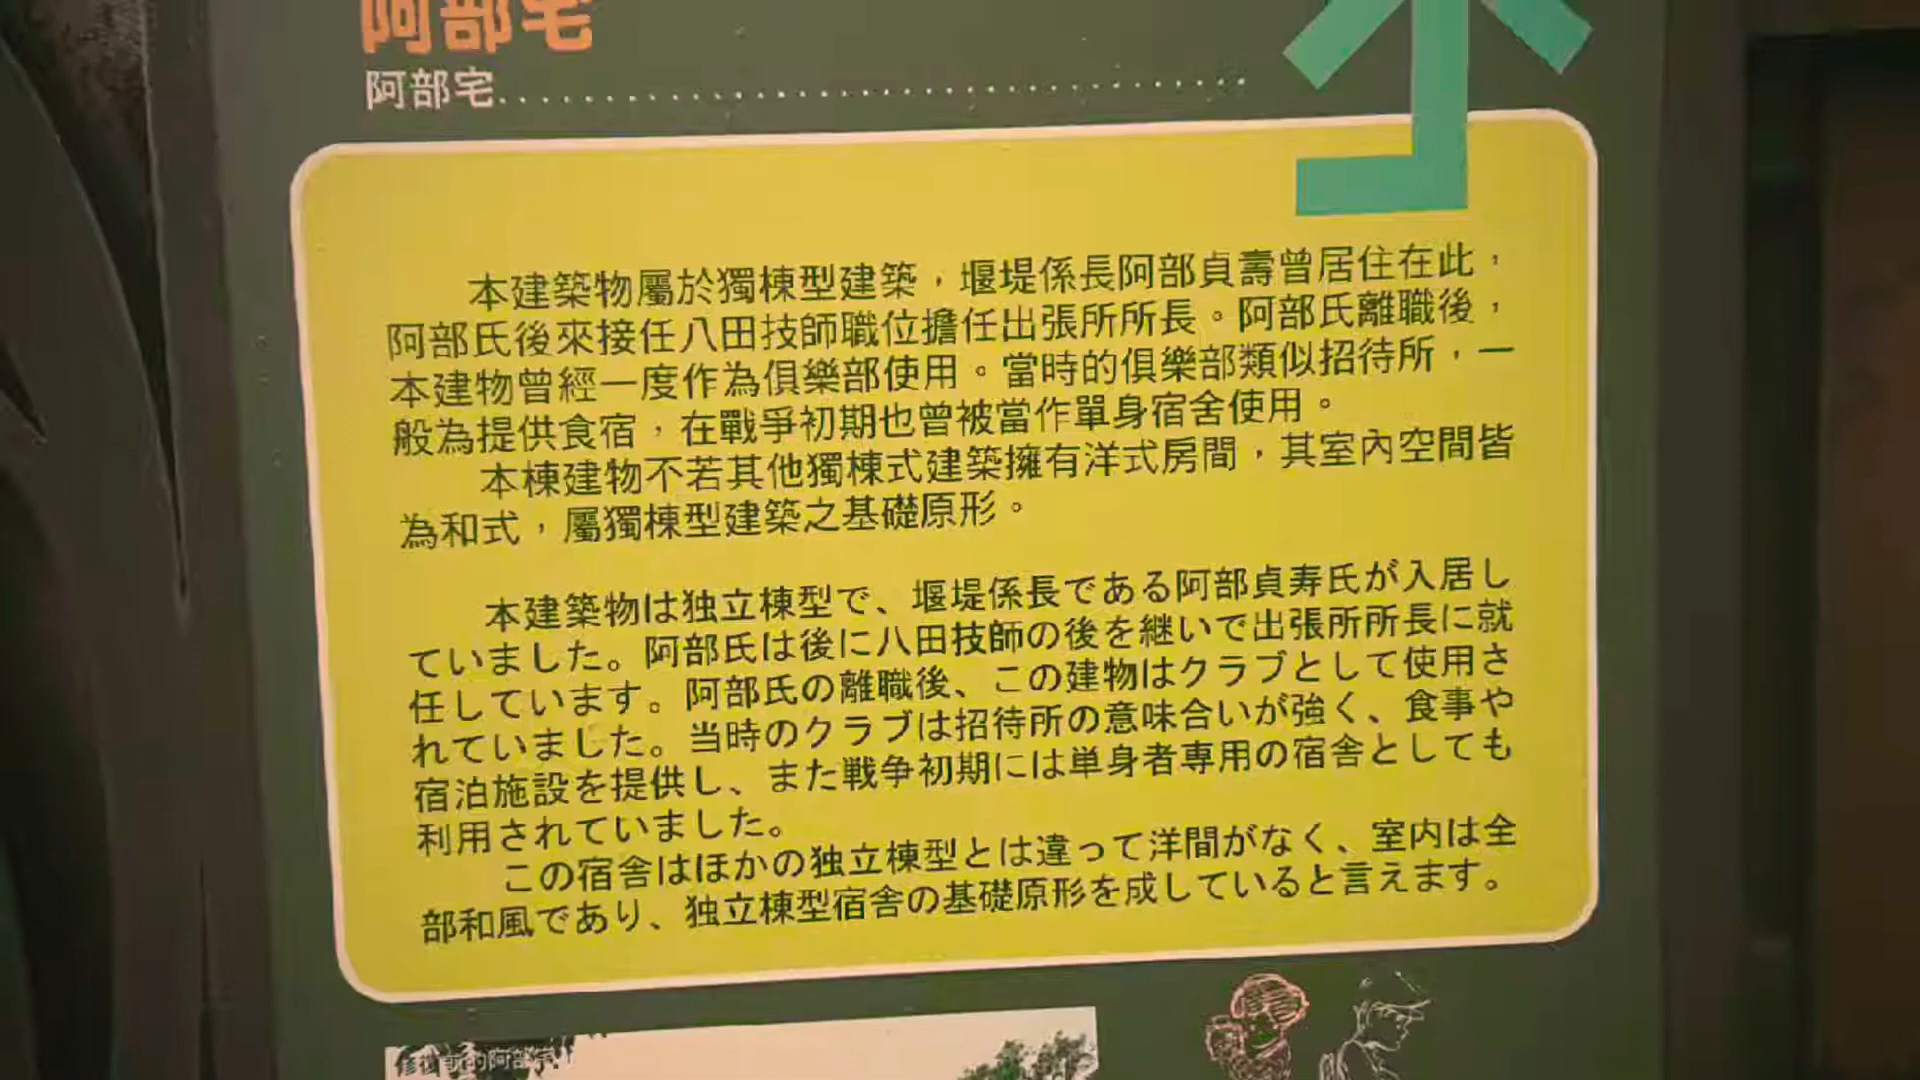 阿部宅
阿部宅
本建築物屬於獨棟型建築，堰堤係長阿部貞壽曾居住在此，
阿部氏後來接任八田技師職位擔任出張所所長。阿部氏離職後，
本建物曾經一度作為俱樂部使用。當時的俱樂部類似招待所，一
般為提供食宿，在戰爭初期也曾被當作單身宿舍使用。
本棟建物不若其他獨棟式建築擁有洋式房間，其室內空間皆
為和式，屬獨棟型建築之基礎原形。
本建築物は独立棟型で、堰堤係長である阿部貞寿氏が入居し
ていました。阿部氏は後に八田技師の後を継いで出張所所長に就
任しています。阿部氏の離職後、この建物はクラブとして使用さ
れていました。当時のクラブは招待所の意味合いが強く、食事や
宿泊施設を提供し、また戦争初期には単身者専用の宿舎としても
利用されていました。
この宿舎はほかの独立棟型とは違って洋間がなく、室内は全
部和風であり、独立棟型宿舎の基礎原形を成していると言えます。
修復前的阿部宅